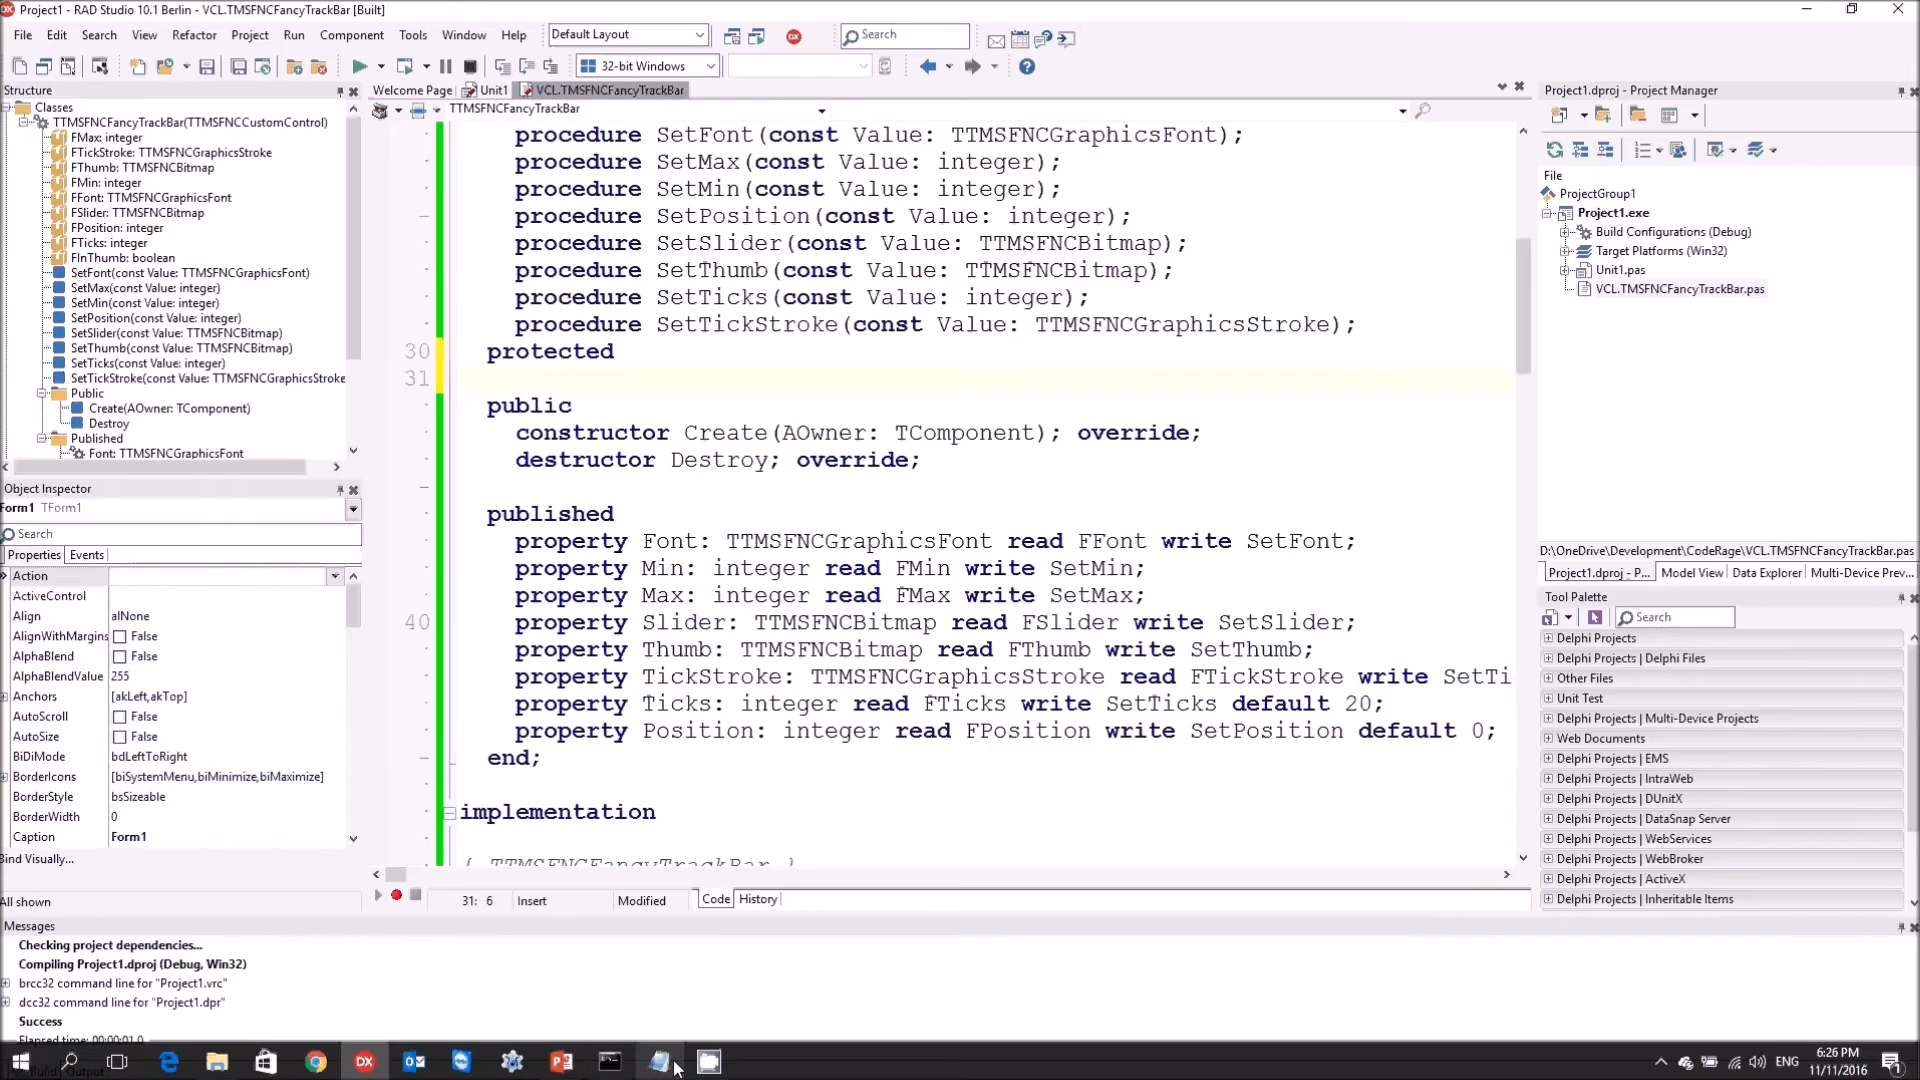 Project1 - RAD Studio 10.1 Berlin - VCL.TMSFNCFancyTrackBar [Built]
File Edit Search View Refactor Project Run Component Tools Window Help
Default Layout
Search
32-bit Windows
Structure
Classes
TTMSFNCFancyTrackBar(TTMSFNCCustomControl)
FMax: integer
FTickStroke: TTMSFNCGraphicsStroke
FThumb: TTMSFNCBitmap
FMin: integer
FFont: TTMSFNCGraphicsFont
FSlider: TTMSFNCBitmap
FPosition: integer
FTicks: integer
FInThumb: boolean
SetFont(const Value: TTMSFNCGraphicsFont)
SetMax(const Value: integer)
SetMin(const Value: integer)
SetPosition(const Value: integer)
SetSlider(const Value: TTMSFNCBitmap)
SetThumb(const Value: TTMSFNCBitmap)
SetTicks(const Value: integer)
SetTickStroke(const Value: TTMSFNCGraphicsStroke
Public
Create(AOwner: TComponent)
Destroy
Published
Font: TTMSFNCGraphicsFont
Object Inspector
Form1 TForm1
Search
Properties Events
Action
ActiveControl
Align alNone
AlignWithMargins False
AlphaBlend False
AlphaBlendValue 255
Anchors [akLeft,akTop]
AutoScroll False
AutoSize False
BiDiMode bdLeftToRight
BorderIcons [biSystemMenu,biMinimize,biMaximize]
BorderStyle bsSizeable
BorderWidth 0
Caption Form1
Bind Visually...
All shown
Welcome Page Unit1 VCL.TMSFNCFancyTrackBar
TTMSFNCFancyTrackBar
procedure SetFont(const Value: TTMSFNCGraphicsFont);
procedure SetMax(const Value: integer);
procedure SetMin(const Value: integer);
procedure SetPosition(const Value: integer);
procedure SetSlider(const Value: TTMSFNCBitmap);
procedure SetThumb(const Value: TTMSFNCBitmap);
procedure SetTicks(const Value: integer);
procedure SetTickStroke(const Value: TTMSFNCGraphicsStroke);
30 protected
31
public
constructor Create(AOwner: TComponent); override;
destructor Destroy; override;
published
property Font: TTMSFNCGraphicsFont read FFont write SetFont;
property Min: integer read FMin write SetMin;
property Max: integer read FMax write SetMax;
40 property Slider: TTMSFNCBitmap read FSlider write SetSlider;
property Thumb: TTMSFNCBitmap read FThumb write SetThumb;
property TickStroke: TTMSFNCGraphicsStroke read FTickStroke write SetTi
property Ticks: integer read FTicks write SetTicks default 20;
property Position: integer read FPosition write SetPosition default 0;
end;
implementation
{ TTMSFNCFancyTrackBar }
31: 6 Insert Modified Code History
Project1.dproj - Project Manager
File
ProjectGroup1
Project1.exe
Build Configurations (Debug)
Target Platforms (Win32)
Unit1.pas
VCL.TMSFNCFancyTrackBar.pas
D:\OneDrive\Development\CodeRage\VCL.TMSFNCFancyTrackBar.pas
Project1.dproj - P... Model View Data Explorer Multi-Device Prev...
Tool Palette
Search
Delphi Projects
Delphi Projects | Delphi Files
Other Files
Unit Test
Delphi Projects | Multi-Device Projects
Web Documents
Delphi Projects | EMS
Delphi Projects | IntraWeb
Delphi Projects | DUnitX
Delphi Projects | DataSnap Server
Delphi Projects | WebServices
Delphi Projects | WebBroker
Delphi Projects | ActiveX
Delphi Projects | Inheritable Items
Messages
Checking project dependencies...
Compiling Project1.dproj (Debug, Win32)
brcc32 command line for "Project1.vrc"
dcc32 command line for "Project1.dpr"
Success
Elapsed time: 00:00:01.0
Build Output
ENG
6:26 PM
11/11/2016